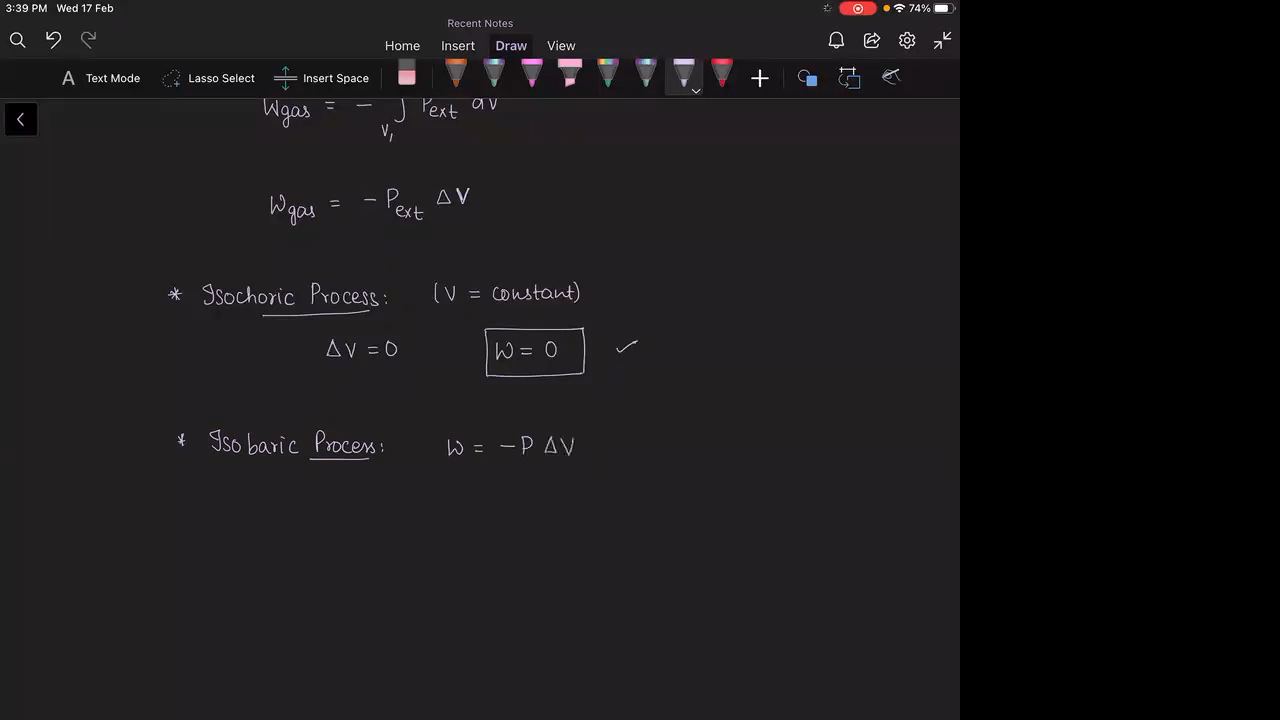 3:39 PM Wed 17 Feb
74%
Recent Notes
Home Insert Draw View
A Text Mode Lasso Select Insert Space
Wgas = - ∫ Pext dV
V₁
Wgas = - Pext ΔV
* Isochoric Process: (V = constant)
ΔV = 0 W = 0 ✓
* Isobaric Process: W = - P ΔV